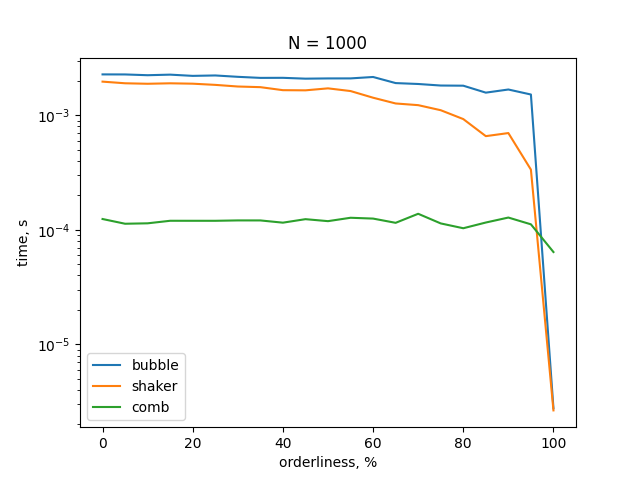 N = 1000
time, s
10⁻³
10⁻⁴
10⁻⁵
bubble
shaker
comb
0 20 40 60 80 100
orderliness, %